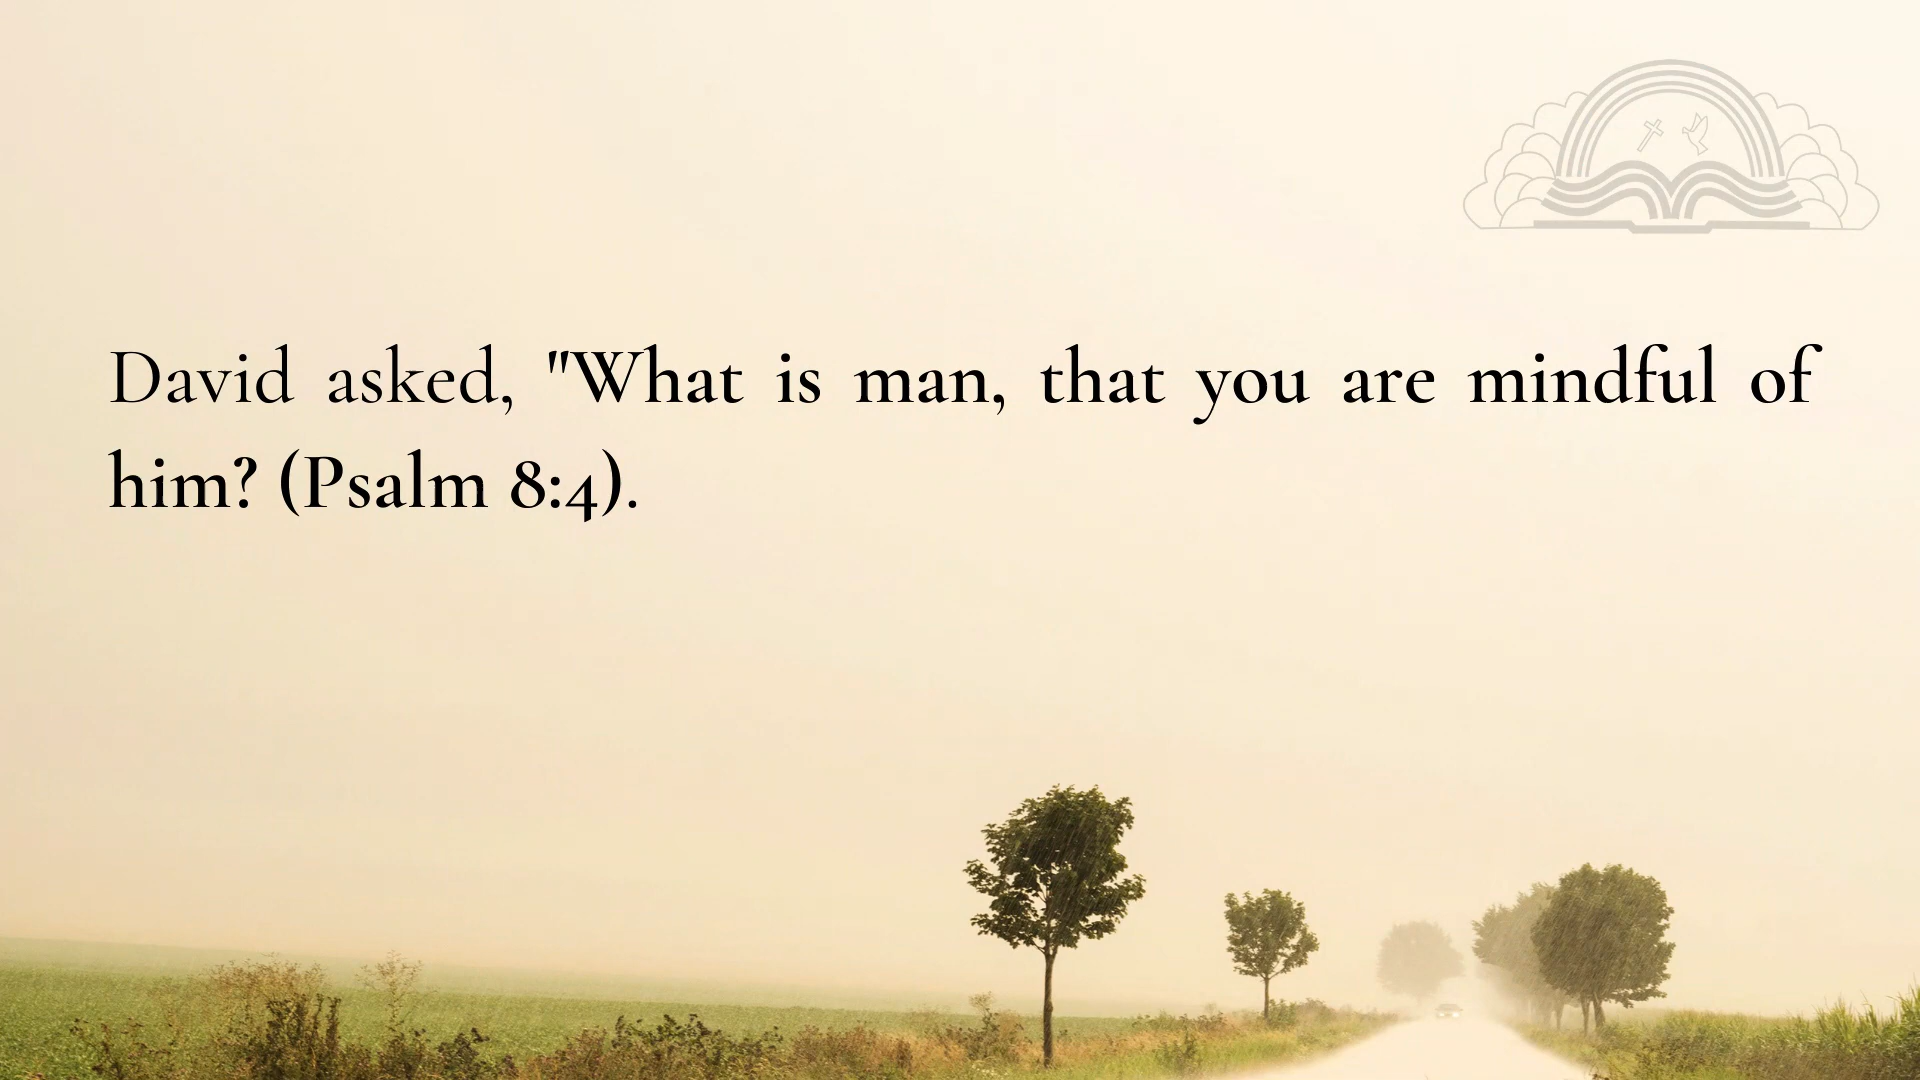 David asked, "What is man, that you are mindful of
him? (Psalm 8:4).